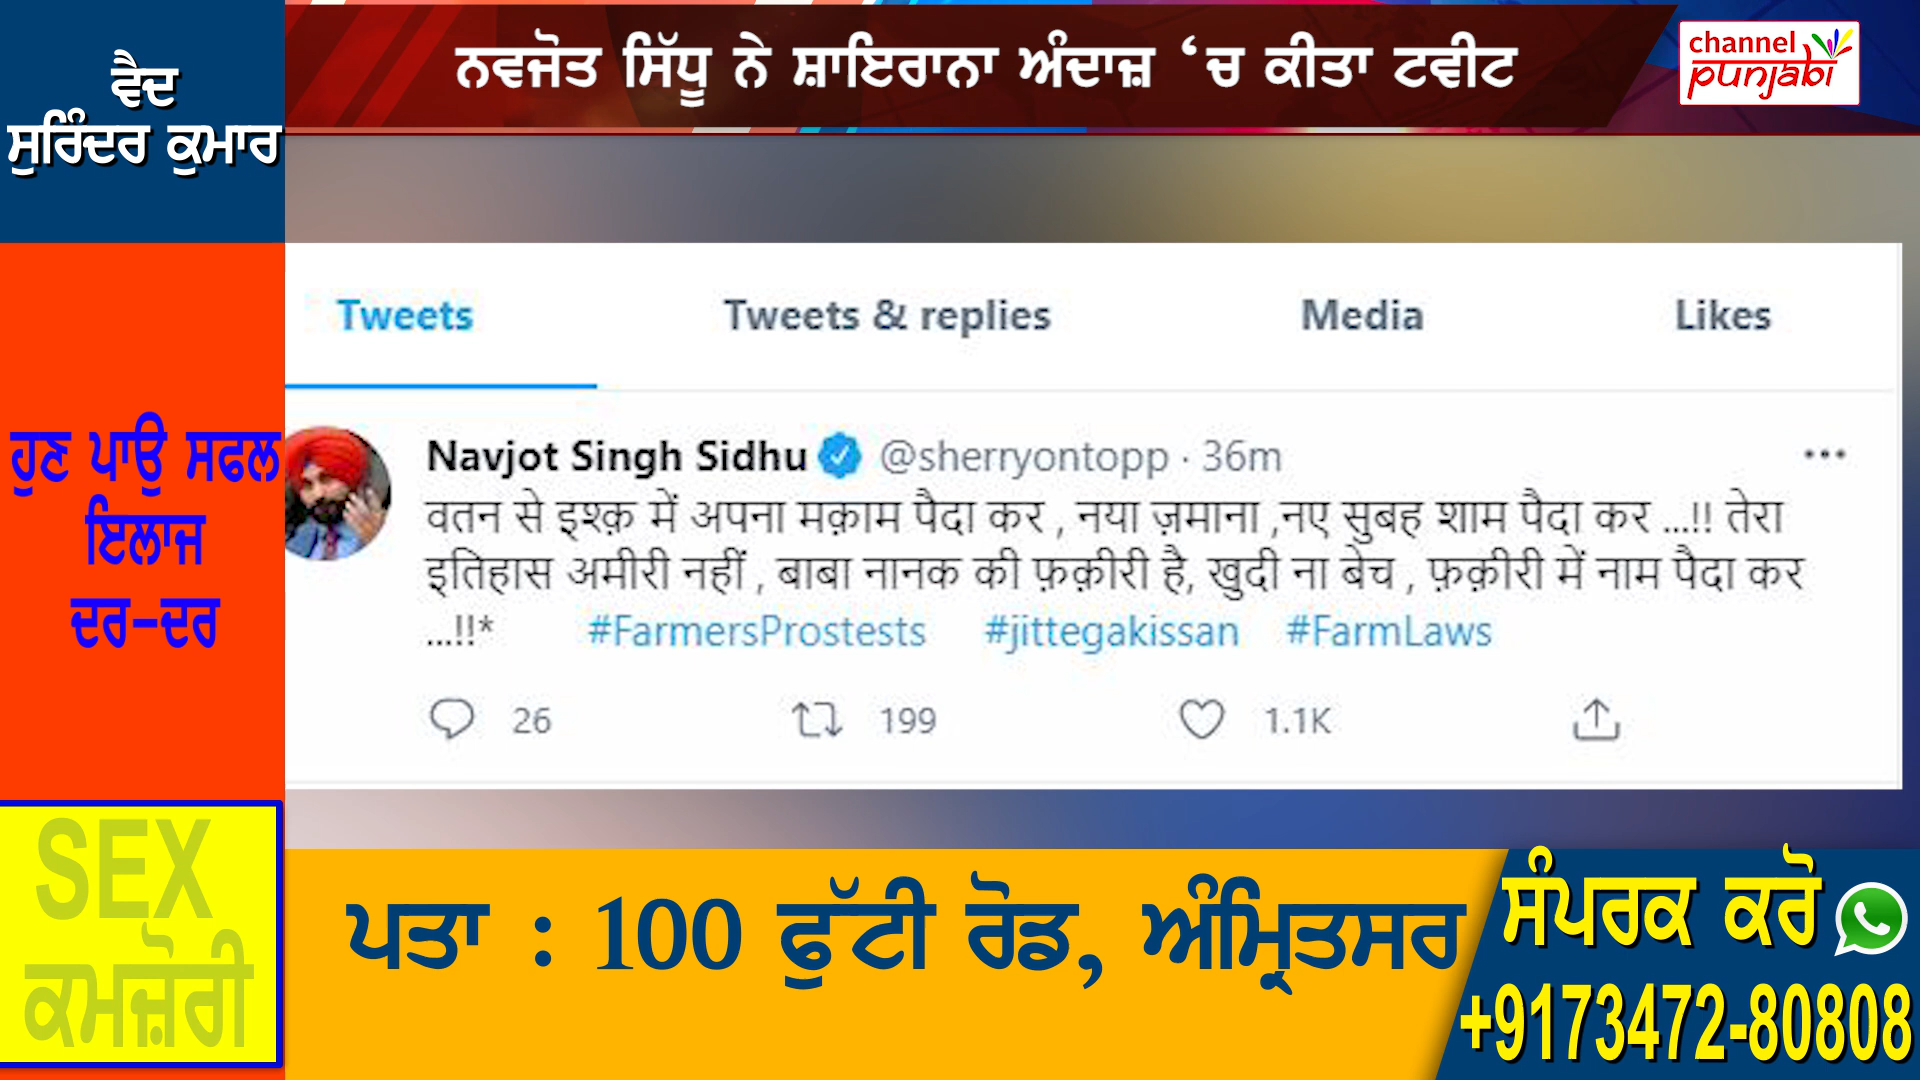 ਵੈਦ
ਸੁਰਿੰਦਰ ਕੁਮਾਰ
ਨਵਜੋਤ ਸਿੱਧੂ ਨੇ ਸ਼ਾਇਰਾਨਾ ਅੰਦਾਜ਼ ‘ਚ ਕੀਤਾ ਟਵੀਟ
channel
punjabi
Tweets Tweets & replies Media Likes
Navjot Singh Sidhu @sherryontopp · 36m
वतन से इश्क़ में अपना मक़ाम पैदा कर , नया ज़माना ,नए सुबह शाम पैदा कर ...!! तेरा
इतिहास अमीरी नहीं , बाबा नानक की फ़क़ीरी है, खुदी ना बेच , फ़क़ीरी में नाम पैदा कर
...!!* #FarmersProstests #jittegakissan #FarmLaws
26 199 1.1K
ਹੁਣ ਪਾਉ ਸਫਲ
ਇਲਾਜ
ਦਰ-ਦਰ
SEX
ਕਮਜ਼ੋਰੀ
ਪਤਾ : 100 ਫੁੱਟੀ ਰੋਡ, ਅੰਮ੍ਰਿਤਸਰ
ਸੰਪਰਕ ਕਰੋ
+9173472-80808